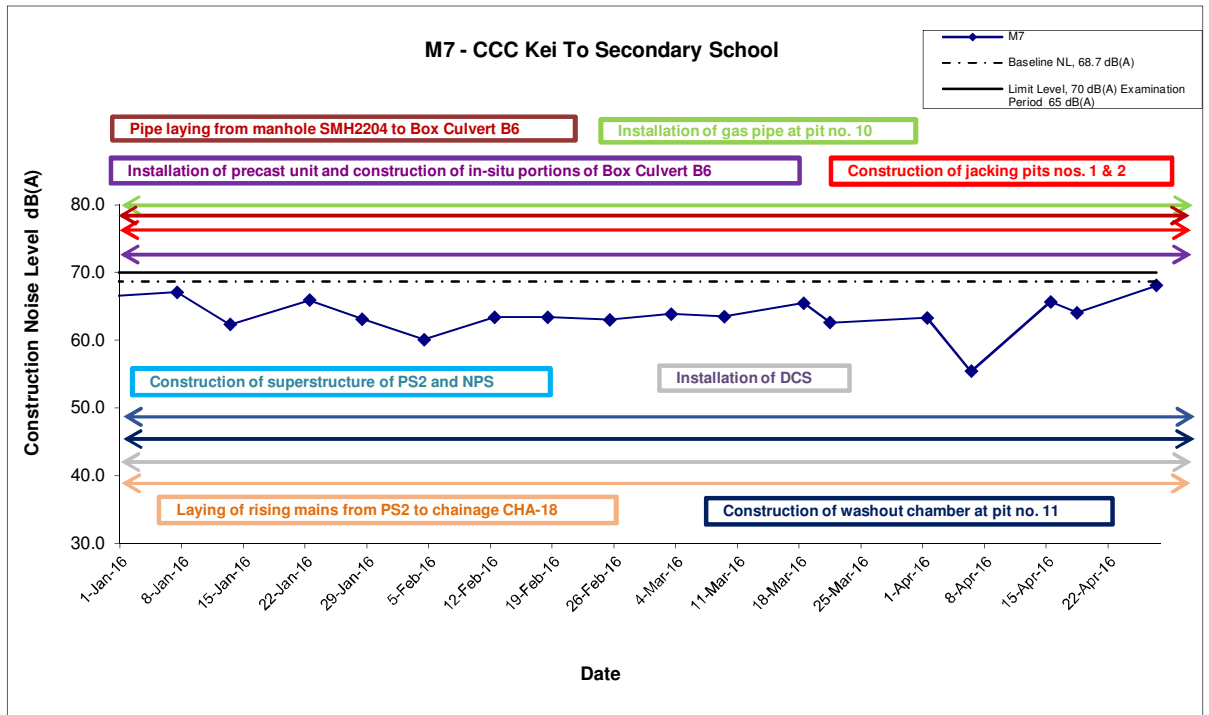 M7 - CCC Kei To Secondary School
M7
Baseline NL, 68.7 dB(A)
Limit Level, 70 dB(A) Examination
Period 65 dB(A)
Pipe laying from manhole SMH2204 to Box Culvert B6
Installation of gas pipe at pit no. 10
Installation of precast unit and construction of in-situ portions of Box Culvert B6
Construction of jacking pits nos. 1 & 2
Construction Noise Level dB(A)
80.0
70.0
60.0
50.0
40.0
30.0
Construction of superstructure of PS2 and NPS
Installation of DCS
Laying of rising mains from PS2 to chainage CHA-18
Construction of washout chamber at pit no. 11
1-Jan-16
8-Jan-16
15-Jan-16
22-Jan-16
29-Jan-16
5-Feb-16
12-Feb-16
19-Feb-16
26-Feb-16
4-Mar-16
11-Mar-16
18-Mar-16
25-Mar-16
1-Apr-16
8-Apr-16
15-Apr-16
22-Apr-16
Date